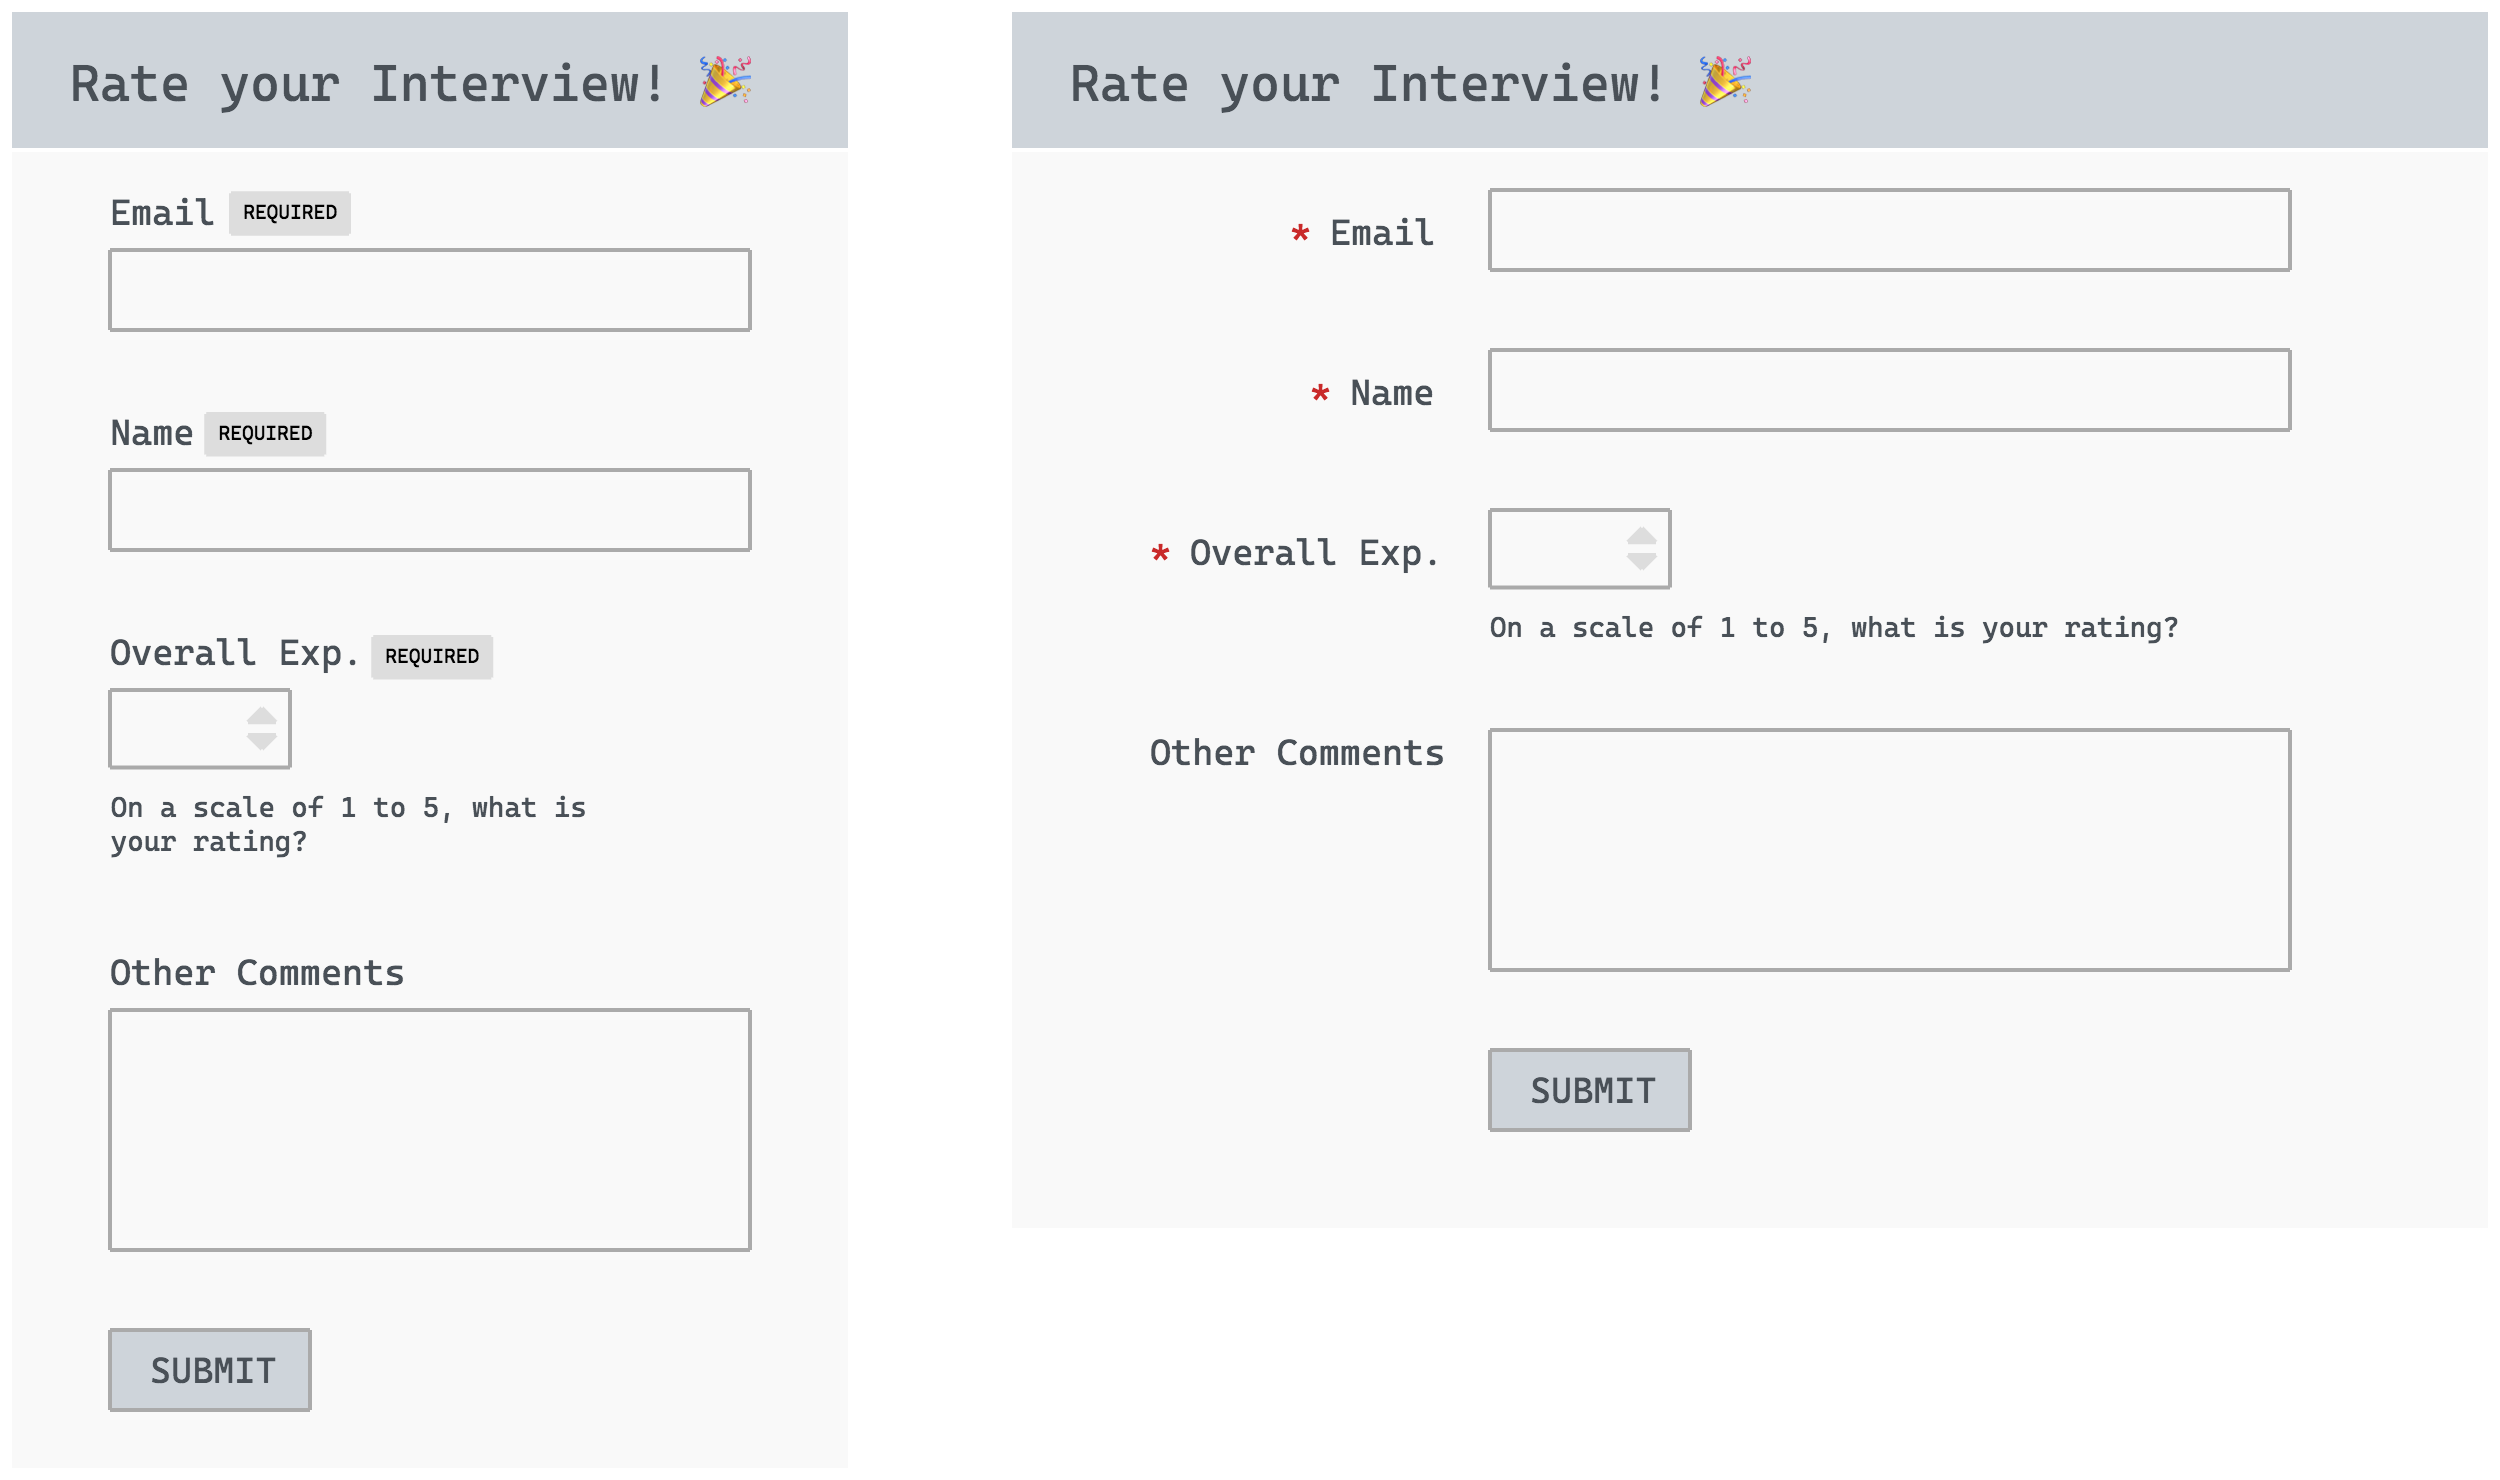 Rate your Interview! 🎉
Email REQUIRED
Name REQUIRED
Overall Exp. REQUIRED
On a scale of 1 to 5, what is
your rating?
Other Comments
SUBMIT
Rate your Interview! 🎉
* Email
* Name
* Overall Exp.
On a scale of 1 to 5, what is your rating?
Other Comments
SUBMIT